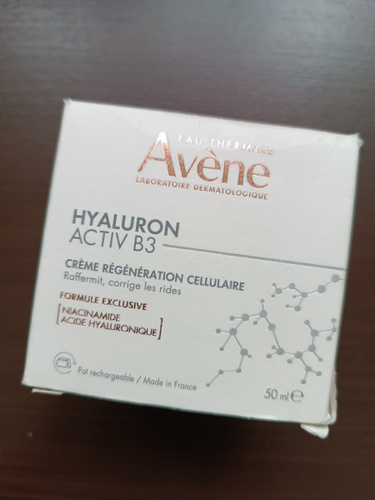 EAU THERMALE
Avène
LABORATOIRE DERMATOLOGIQUE
HYALURON
ACTIV B3
CRÈME RÉGÉNÉRATION CELLULAIRE
Raffermit, corrige les rides
FORMULE EXCLUSIVE
[NIACINAMIDE
ACIDE HYALURONIQUE]
Pot rechargeable / Made in France
50 ml ℮